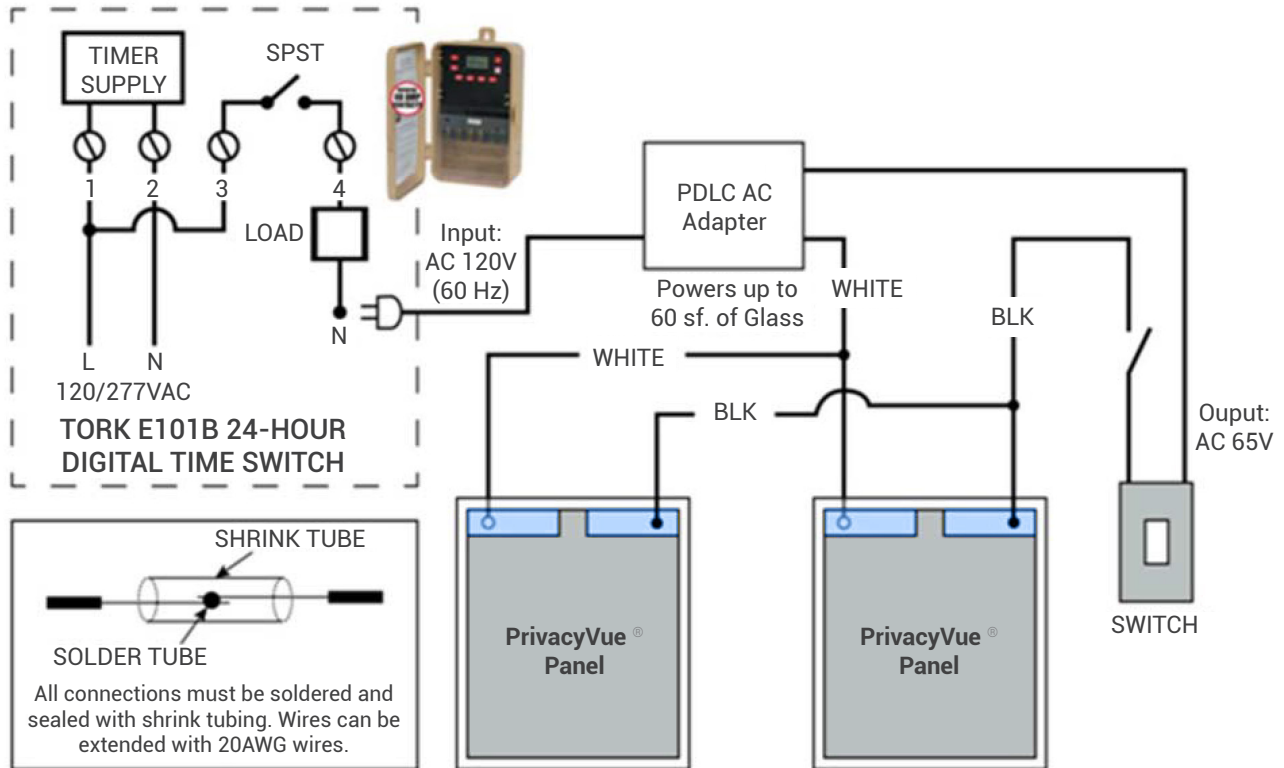 TIMER
SUPPLY
SPST
1
2
3
4
LOAD
N
L
N
120/277VAC
TORK E101B 24-HOUR
DIGITAL TIME SWITCH
Input:
AC 120V
(60 Hz)
PDLC AC
Adapter
Powers up to
60 sf. of Glass
WHITE
BLK
WHITE
BLK
Ouput:
AC 65V
SWITCH
PrivacyVue ®
Panel
PrivacyVue ®
Panel
SHRINK TUBE
SOLDER TUBE
All connections must be soldered and
sealed with shrink tubing. Wires can be
extended with 20AWG wires.